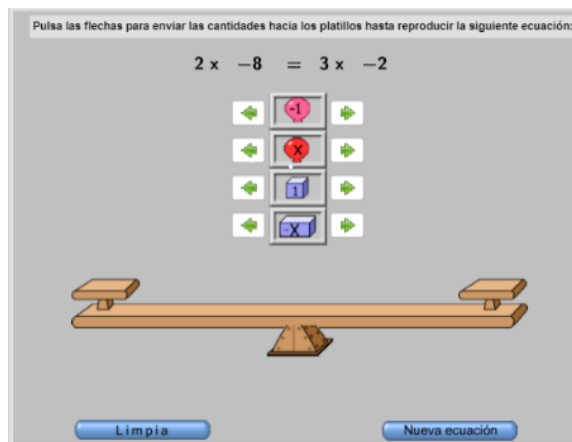 Pulsa las flechas para enviar las cantidades hacia los platillos hasta reproducir la siguiente ecuación:
2 x −8 = 3 x −2
-1
X
1
-X
Limpia
Nueva ecuación